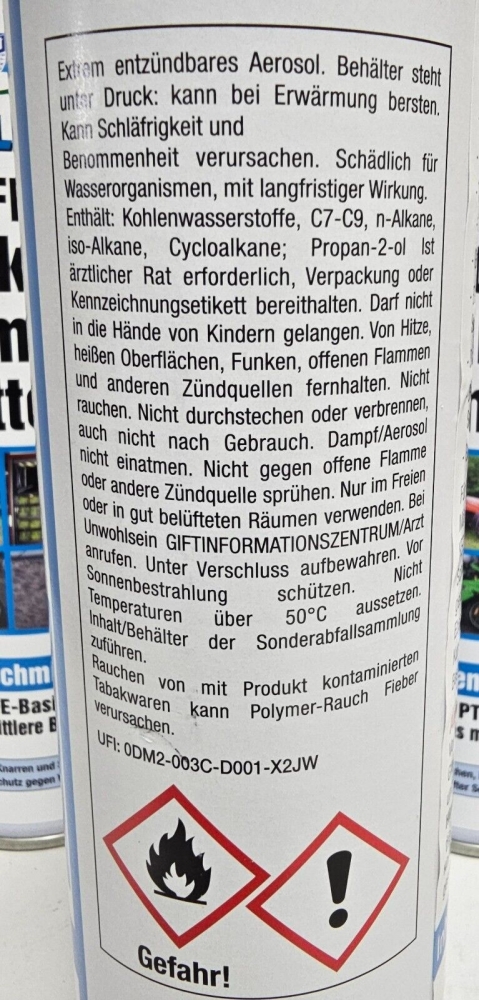 Extrem entzündbares Aerosol. Behälter steht
unter Druck: kann bei Erwärmung bersten.
Kann Schläfrigkeit und
Benommenheit verursachen. Schädlich für
Wasserorganismen, mit langfristiger Wirkung.
Enthält: Kohlenwasserstoffe, C7-C9, n-Alkane,
iso-Alkane, Cycloalkane; Propan-2-ol Ist
ärztlicher Rat erforderlich, Verpackung oder
Kennzeichnungsetikett bereithalten. Darf nicht
in die Hände von Kindern gelangen. Von Hitze,
heißen Oberflächen, Funken, offenen Flammen
und anderen Zündquellen fernhalten. Nicht
rauchen. Nicht durchstechen oder verbrennen,
auch nicht nach Gebrauch. Dampf/Aerosol
nicht einatmen. Nicht gegen offene Flamme
oder andere Zündquelle sprühen. Nur im Freien
oder in gut belüfteten Räumen verwenden. Bei
Unwohlsein GIFTINFORMATIONSZENTRUM/Arzt
anrufen. Unter Verschluss aufbewahren. Vor
Sonnenbestrahlung schützen. Nicht
Temperaturen über 50°C aussetzen.
Inhalt/Behälter der Sonderabfallsammlung
zuführen.
Rauchen von mit Produkt kontaminierten
Tabakwaren kann Polymer-Rauch Fieber
verursachen.
UFI: 0DM2-003C-D001-X2JW
Gefahr!